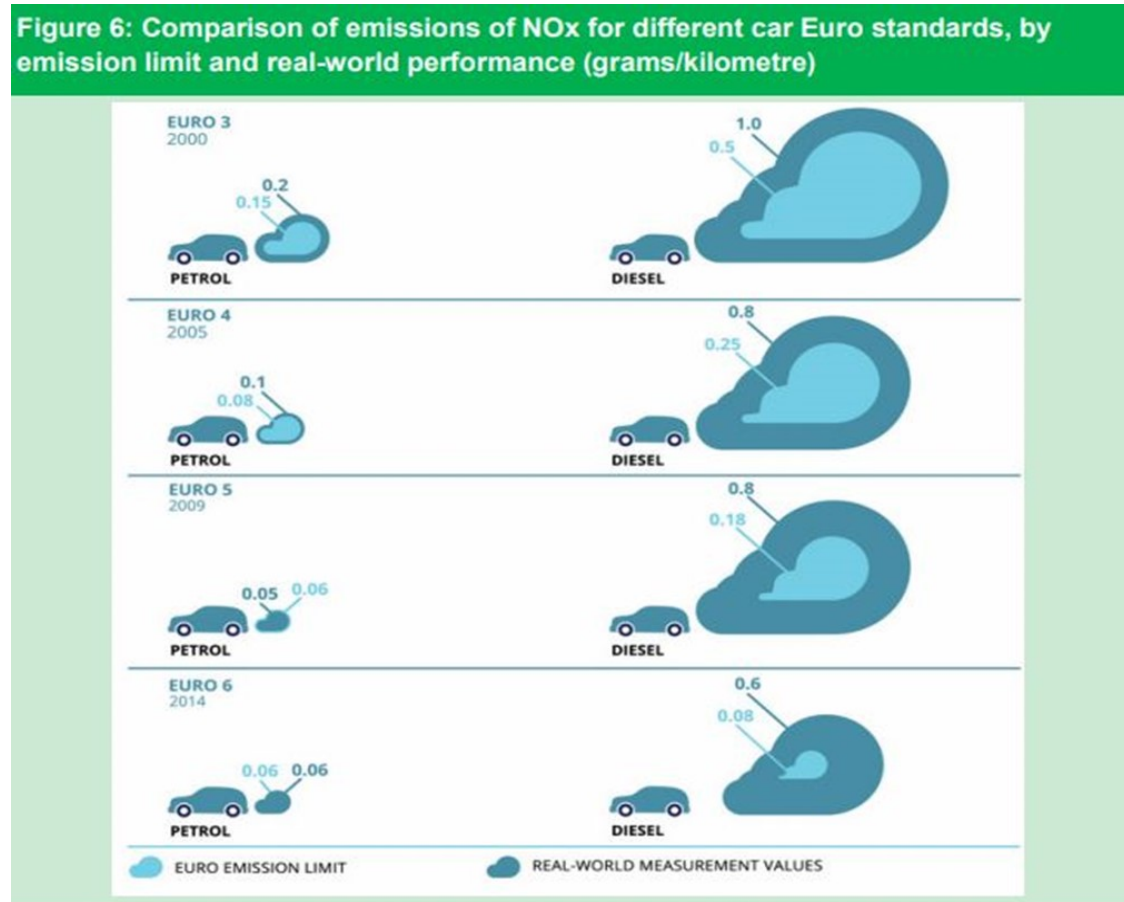 Figure 6: Comparison of emissions of NOx for different car Euro standards, by
emission limit and real-world performance (grams/kilometre)
EURO 3
2000
0.2
0.15
PETROL
1.0
0.5
DIESEL
EURO 4
2005
0.1
0.08
PETROL
0.8
0.25
DIESEL
EURO 5
2009
0.05 0.06
PETROL
0.8
0.18
DIESEL
EURO 6
2014
0.06 0.06
PETROL
0.6
0.08
DIESEL
EURO EMISSION LIMIT
REAL-WORLD MEASUREMENT VALUES